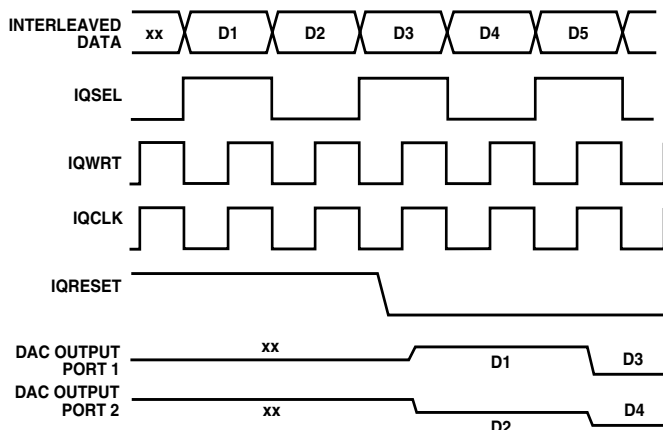 INTERLEAVED
DATA
xx D1 D2 D3 D4 D5
IQSEL
IQWRT
IQCLK
IQRESET
DAC OUTPUT
PORT 1
xx
D1
D3
DAC OUTPUT
PORT 2
xx
D2
D4